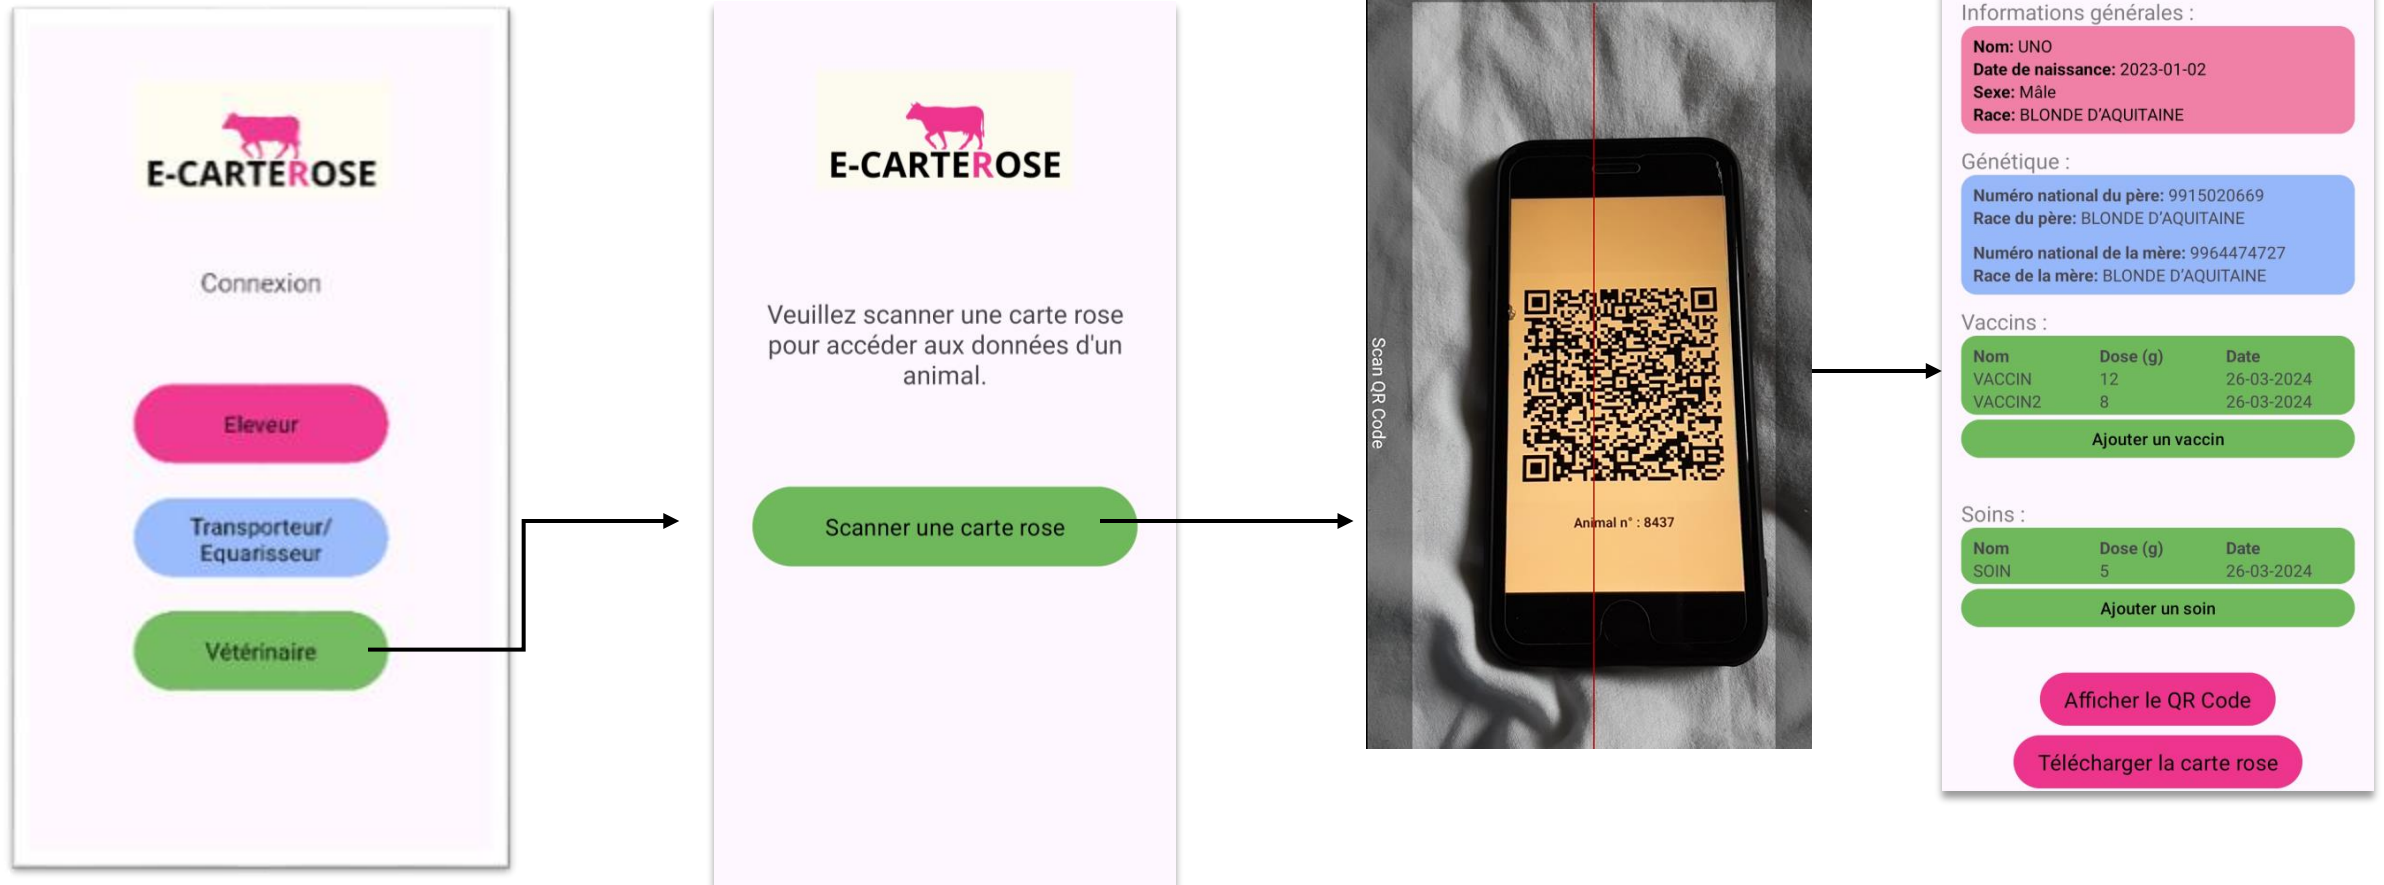 E-CARTEROSE
Connexion
Eleveur
Transporteur/
Equarisseur
Vétérinaire
E-CARTEROSE
Veuillez scanner une carte rose
pour accéder aux données d'un
animal.
Scanner une carte rose
Scan QR Code
Animal n° : 8437
Informations générales :
Nom: UNO
Date de naissance: 2023-01-02
Sexe: Mâle
Race: BLONDE D'AQUITAINE
Génétique :
Numéro national du père: 9915020669
Race du père: BLONDE D'AQUITAINE
Numéro national de la mère: 9964474727
Race de la mère: BLONDE D'AQUITAINE
Vaccins :
Nom Dose (g) Date
VACCIN 12 26-03-2024
VACCIN2 8 26-03-2024
Ajouter un vaccin
Soins :
Nom Dose (g) Date
SOIN 5 26-03-2024
Ajouter un soin
Afficher le QR Code
Télécharger la carte rose